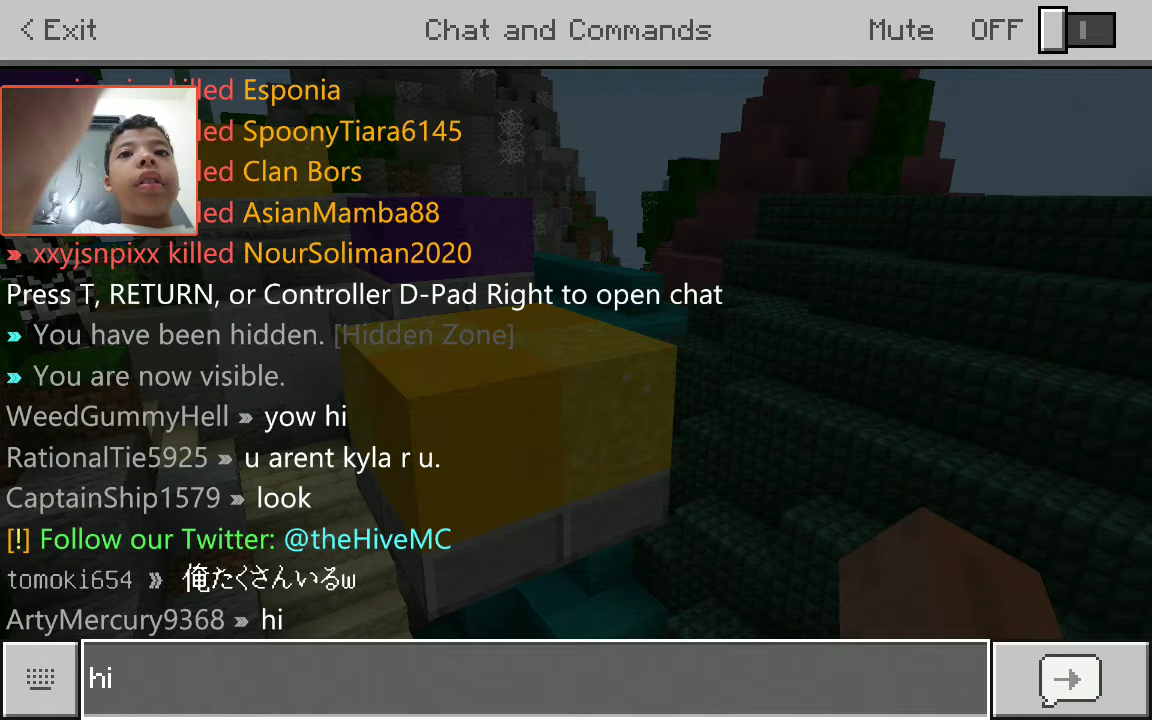 < Exit
Chat and Commands
Mute OFF
killed Esponia
led SpoonyTiara6145
led Clan Bors
led AsianMamba88
» xxyjsnpixx killed NourSoliman2020
Press T, RETURN, or Controller D-Pad Right to open chat
» You have been hidden. [Hidden Zone]
» You are now visible.
WeedGummyHell » yow hi
RationalTie5925 » u arent kyla r u.
CaptainShip1579 » look
[!] Follow our Twitter: @theHiveMC
tomoki654 » 俺たくさんいるw
ArtyMercury9368 » hi
hi